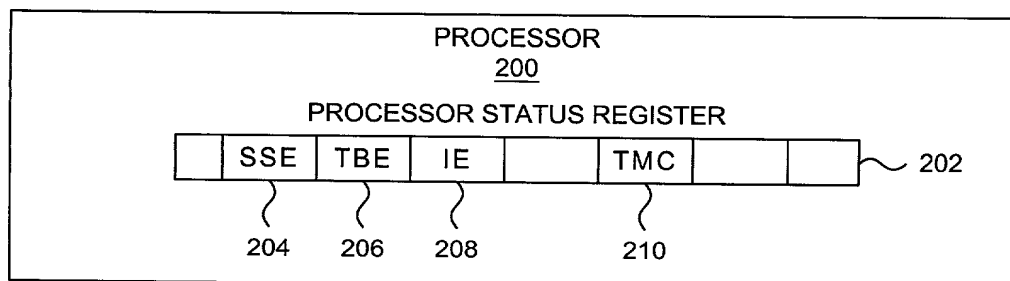 PROCESSOR
200
PROCESSOR STATUS REGISTER
SSE TBE IE TMC
202
204 206 208 210